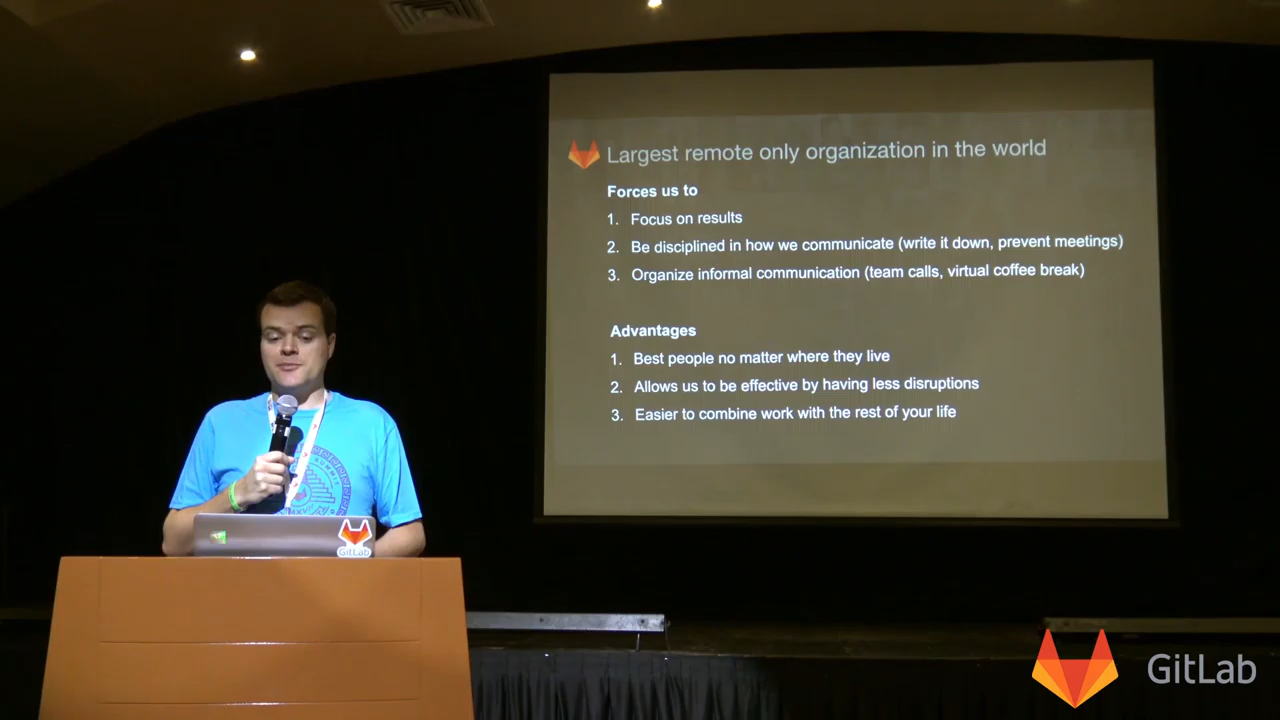 Largest remote only organization in the world
Forces us to
1. Focus on results
2. Be disciplined in how we communicate (write it down, prevent meetings)
3. Organize informal communication (team calls, virtual coffee break)
Advantages
1. Best people no matter where they live
2. Allows us to be effective by having less disruptions
3. Easier to combine work with the rest of your life
GitLab
GitLab